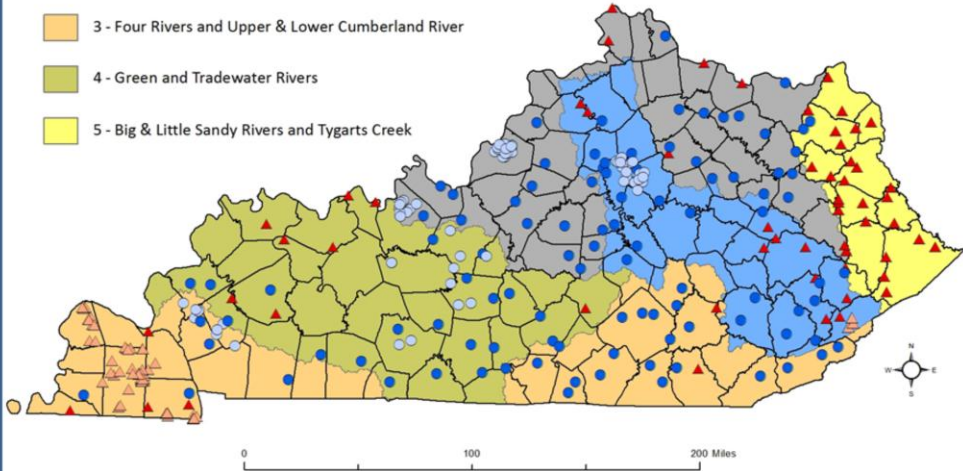 3 - Four Rivers and Upper & Lower Cumberland River
4 - Green and Tradewater Rivers
5 - Big & Little Sandy Rivers and Tygarts Creek
N
W E
S
0 100 200 Miles